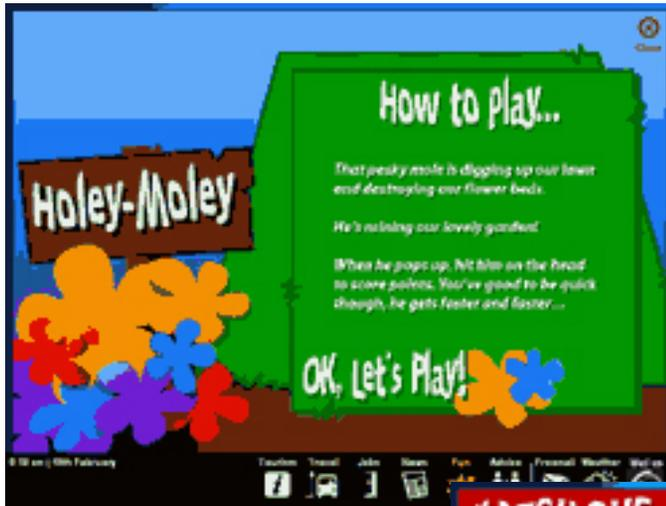 Close
How to play...
Holey-Moley
That pesky mole is digging up our lawn
and destroying our flower beds.
He's ruining our lovely garden!
When he pops up, hit him on the head
to score points. You've good to be quick
though, he gets faster and faster...
OK, Let's Play!
February
Tourism Travel Jobs News Fun Advice Personal Weather